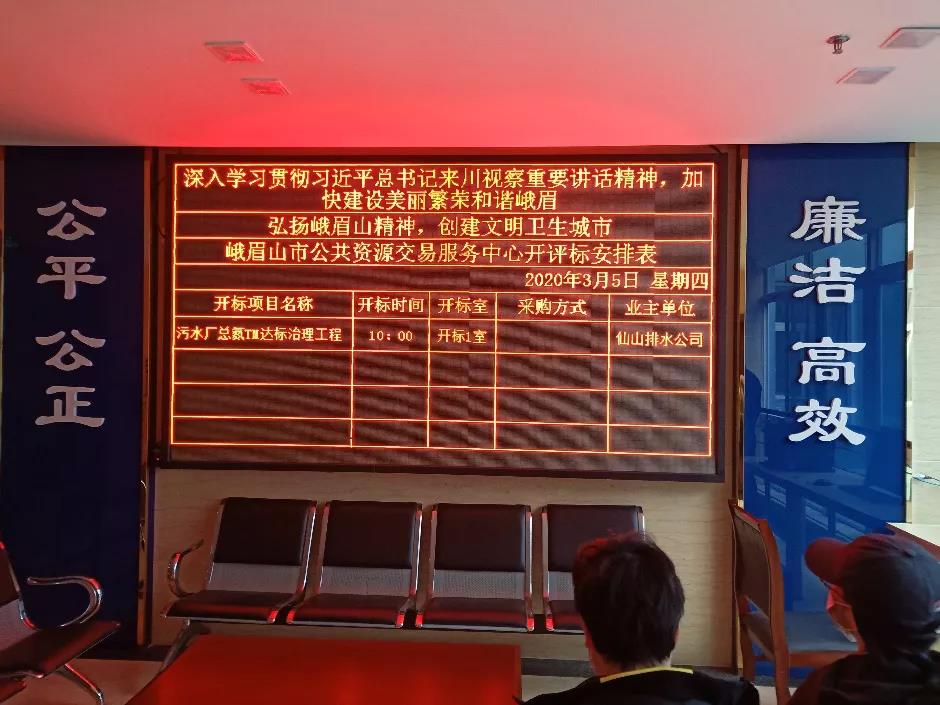 公平 公正
深入学习贯彻习近平总书记来川视察重要讲话精神，加
快建设美丽繁荣和谐峨眉
弘扬峨眉山精神，创建文明卫生城市
峨眉山市公共资源交易服务中心开评标安排表
2020年3月5日 星期四
开标项目名称 开标时间 开标室 采购方式 业主单位
污水厂总氮TM达标治理工程 10：00 开标1室 仙山排水公司
廉洁 高效